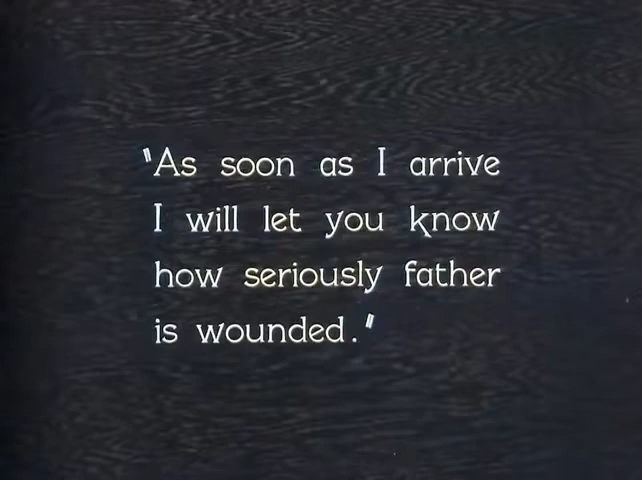 "As soon as I arrive
I will let you know
how seriously father
is wounded."